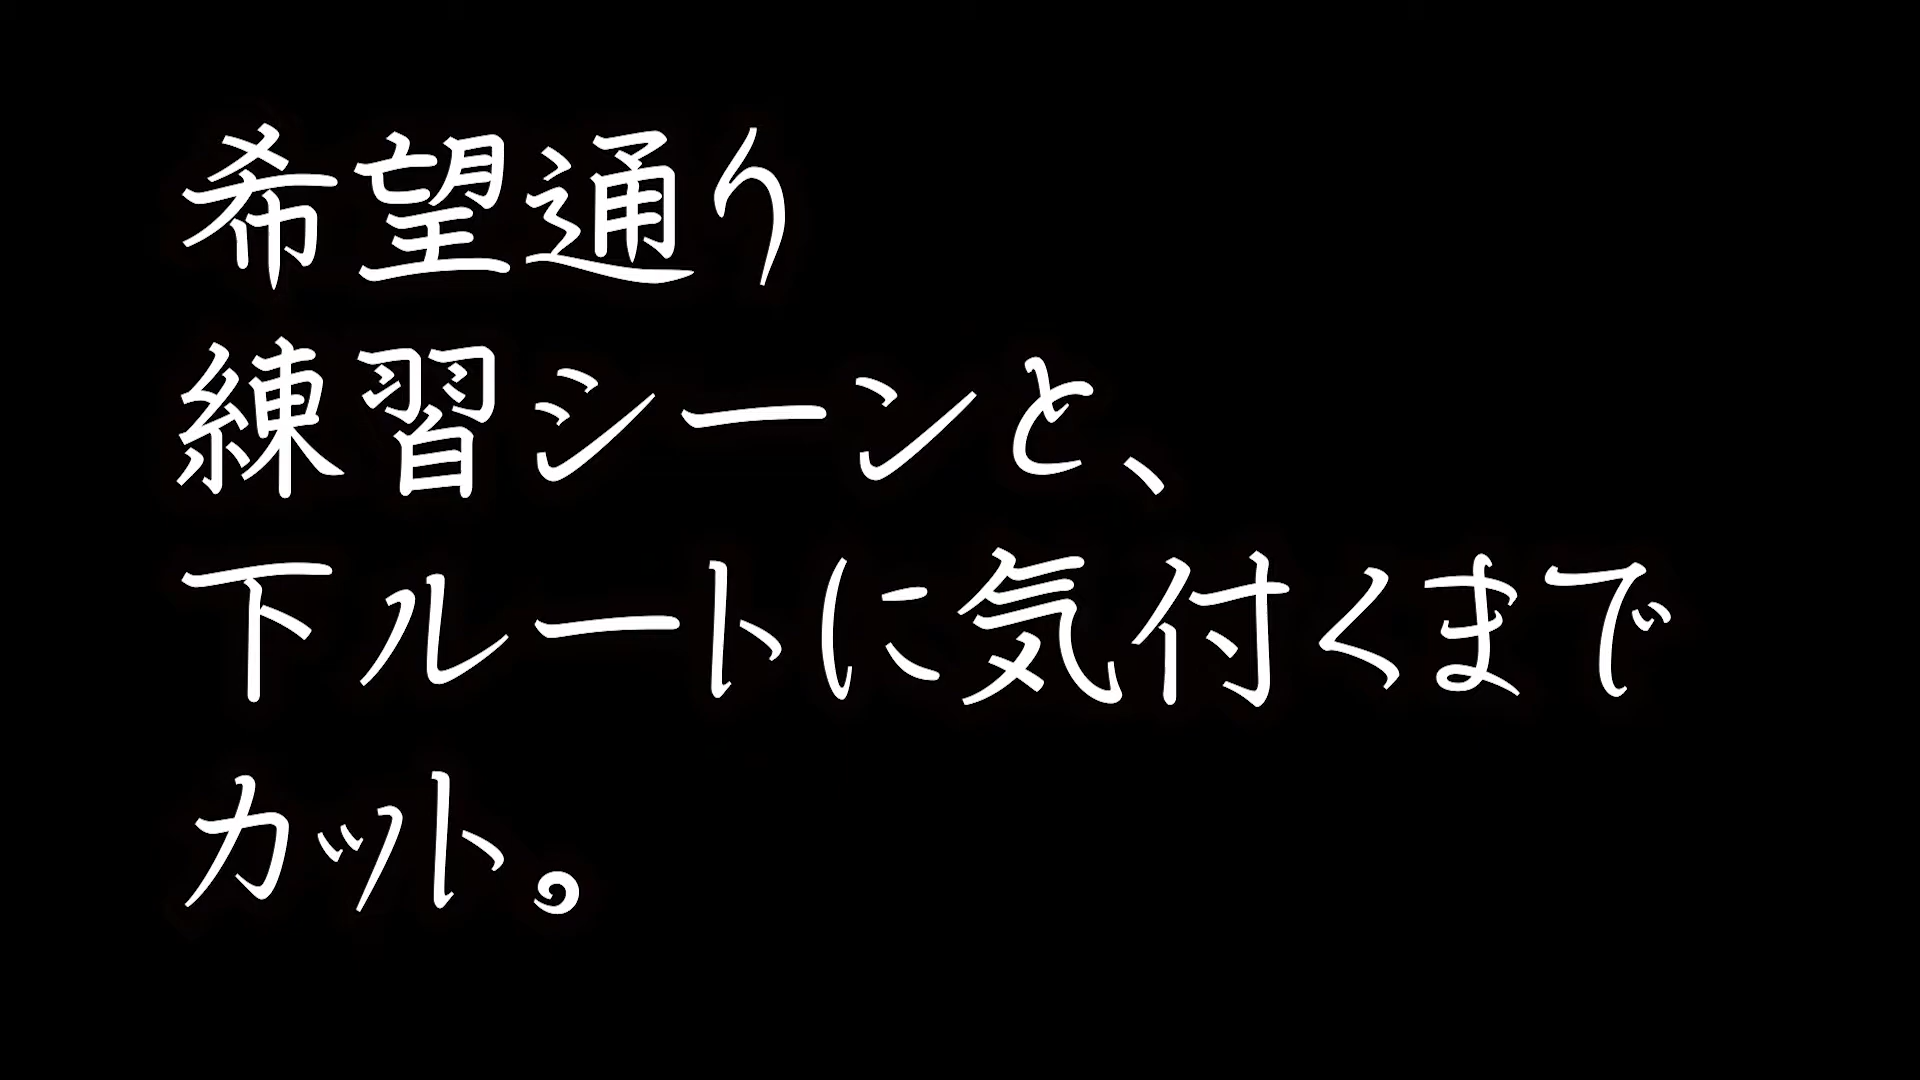 希望通り
練習シーンと、
下ルートに気付くまで
カット。